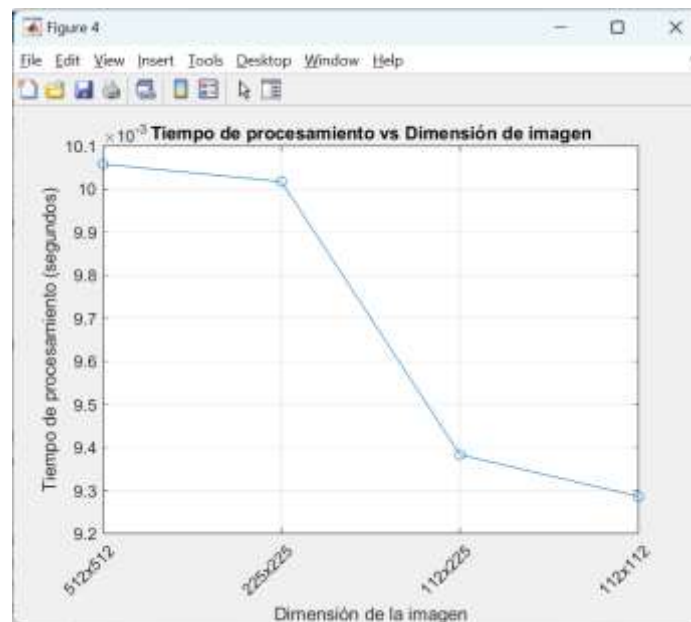 Figure 4
File Edit View Insert Tools Desktop Window Help
×10-3 Tiempo de procesamiento vs Dimensión de imagen
10.1
10
9.9
9.8
9.7
9.6
9.5
9.4
9.3
9.2
Tiempo de procesamiento (segundos)
512x512
225x225
112x225
112x112
Dimensión de la imagen